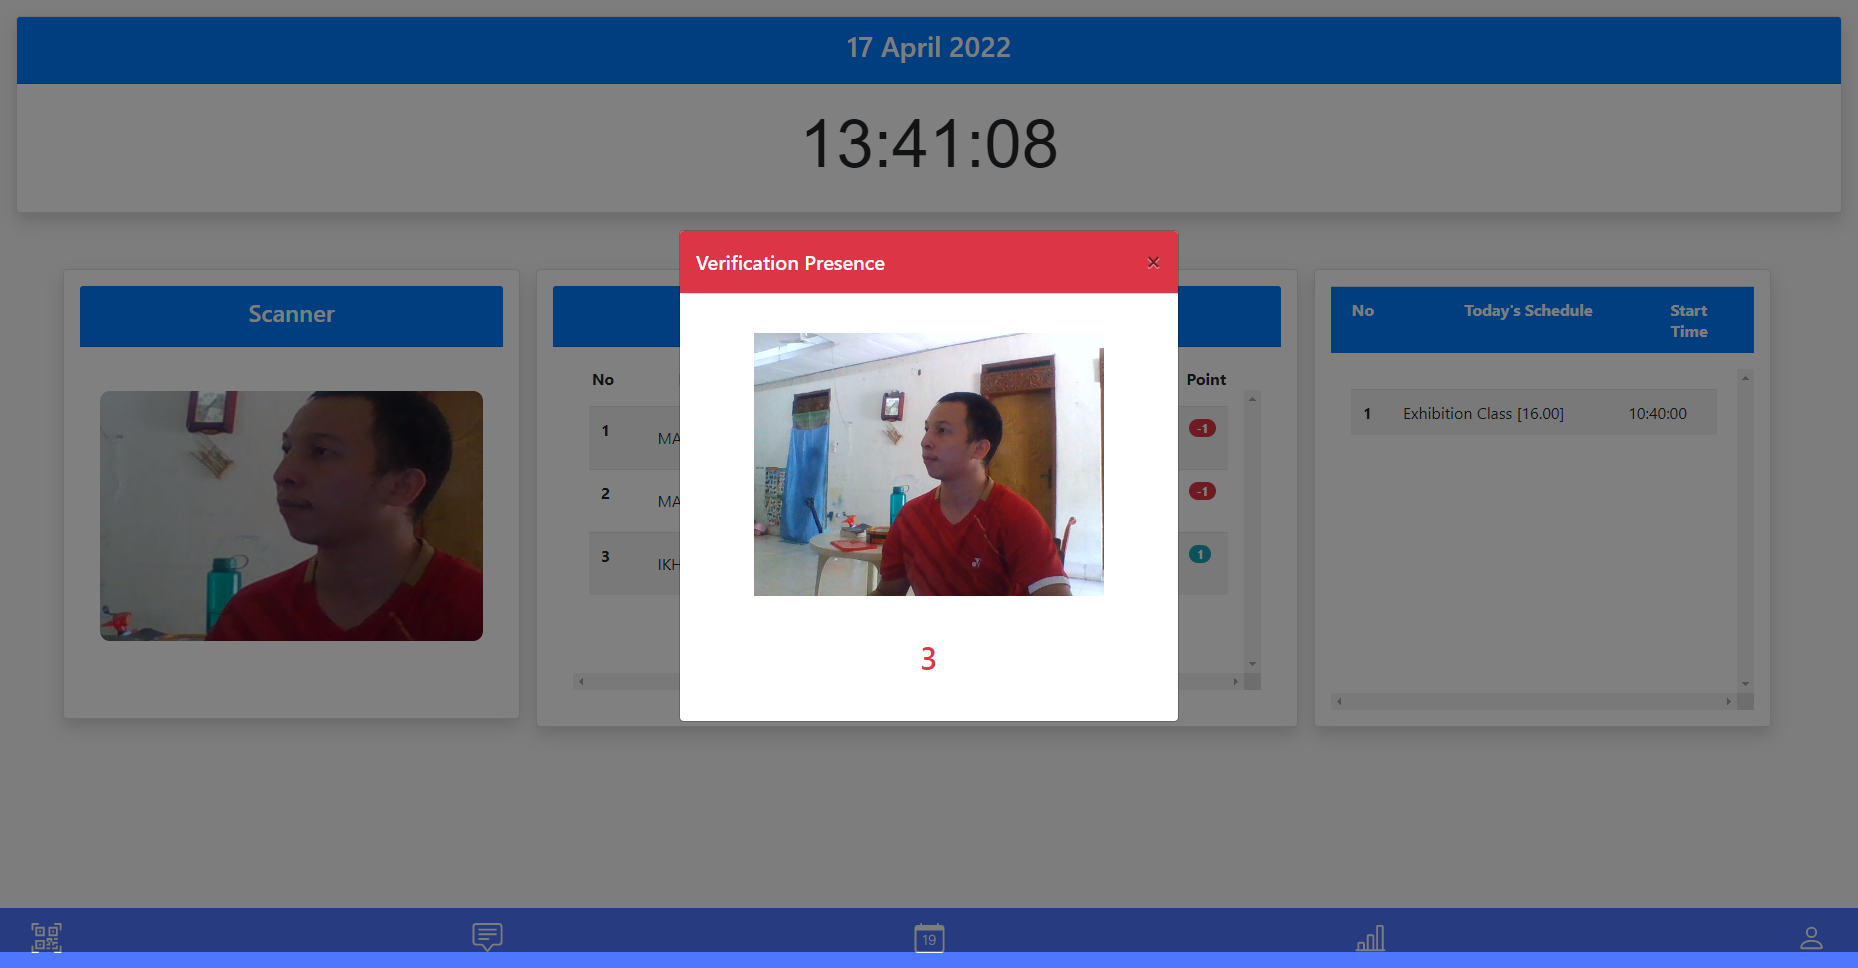 17 April 2022
13:41:08
Verification Presence
×
3
Scanner
No
Point
1
MA
-1
2
MA
-1
3
IKH
1
No Today's Schedule Start
Time
1 Exhibition Class [16.00] 10:40:00
19